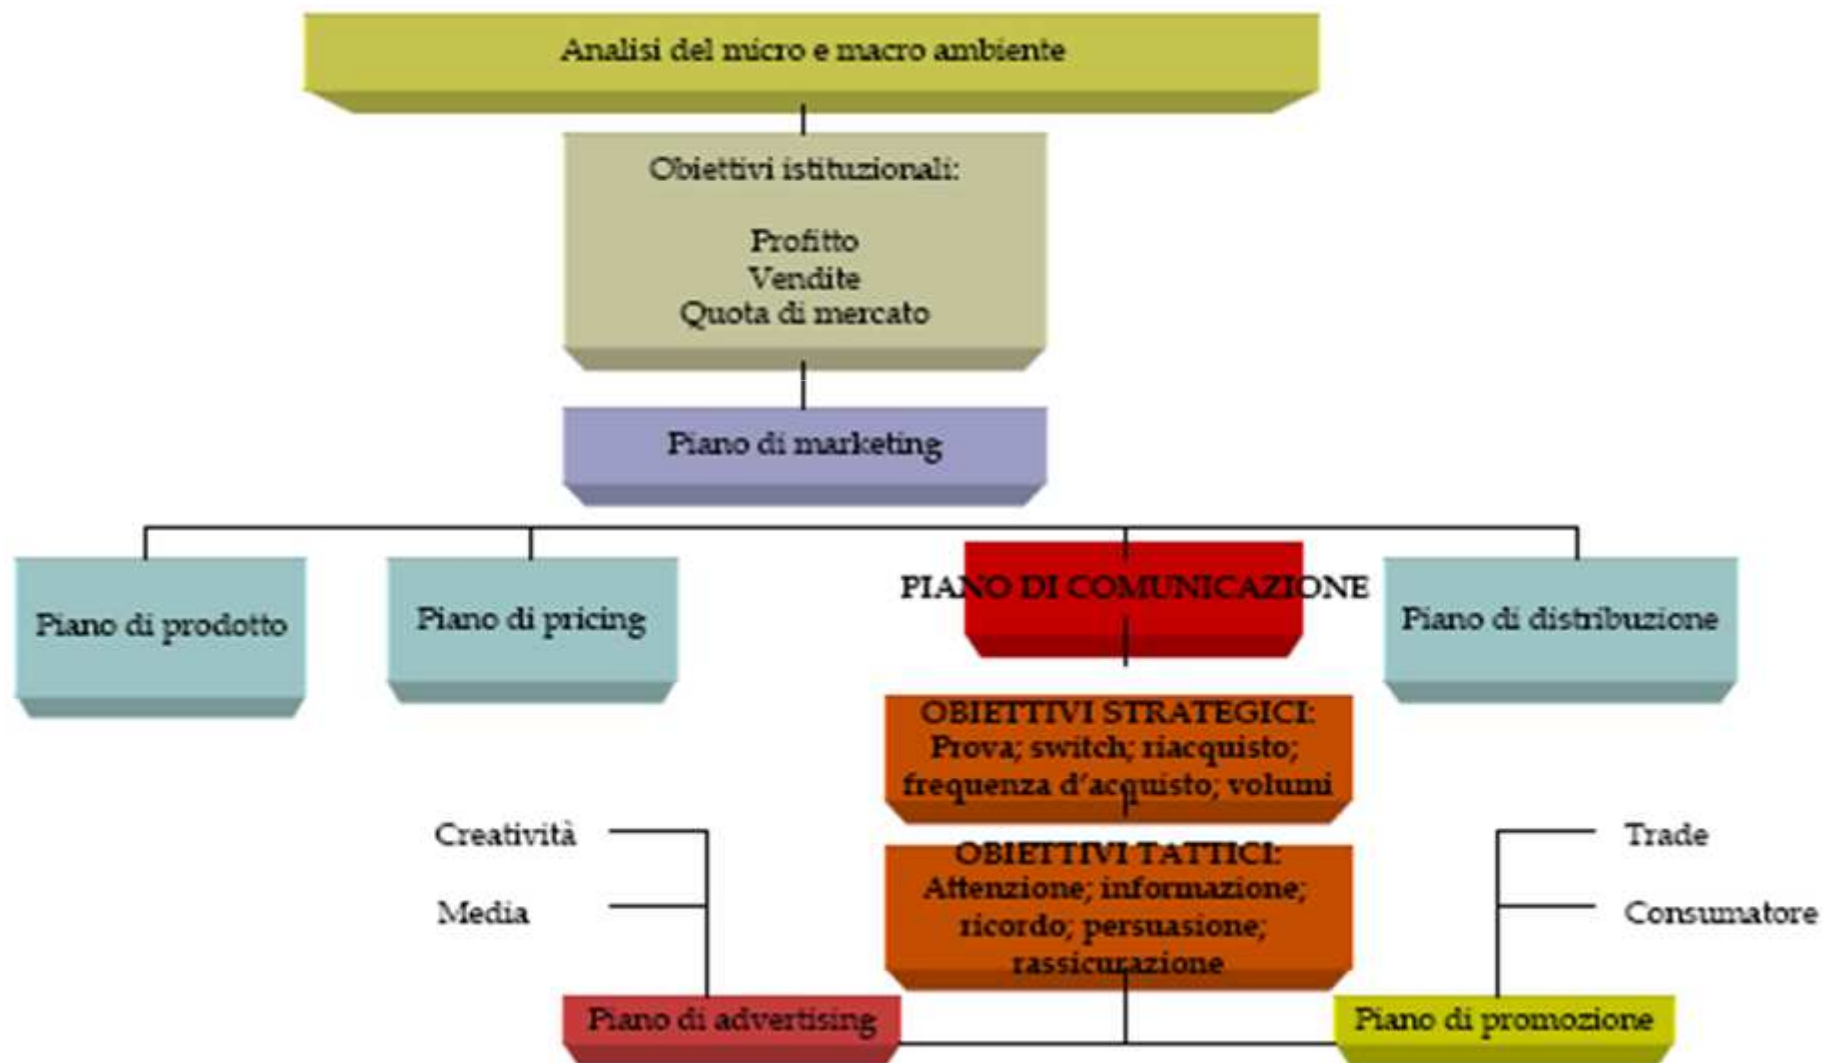 Analisi del micro e macro ambiente
Obiettivi istituzionali:
Profitto
Vendite
Quota di mercato
Piano di marketing
Piano di prodotto
Piano di pricing
PIANO DI COMUNICAZIONE
Piano di distribuzione
OBIETTIVI STRATEGICI:
Prova; switch; riacquisto;
frequenza d'acquisto; volumi
Creatività
Media
OBIETTIVI TATTICI:
Attenzione; informazione;
ricordo; persuasione;
rassicurazione
Trade
Consumatore
Piano di advertising
Piano di promozione